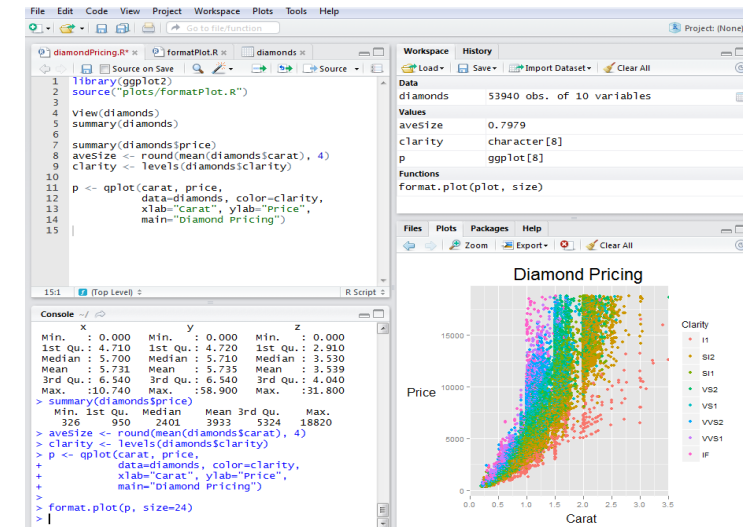 File Edit Code View Project Workspace Plots Tools Help
Go to file/function
Project: (None)
diamondPricing.R* formatPlot.R diamonds
Source on Save Source
1 library(ggplot2)
2 source("plots/formatPlot.R")
3
4 View(diamonds)
5 summary(diamonds)
6
7 summary(diamonds$price)
8 aveSize <- round(mean(diamonds$carat), 4)
9 clarity <- levels(diamonds$clarity)
10
11 p <- qplot(carat, price,
12 data=diamonds, color=clarity,
13 xlab="Carat", ylab="Price",
14 main="Diamond Pricing")
15
15:1 (Top Level) R Script
Console ~/
x y z
Min. : 0.000 Min. : 0.000 Min. : 0.000
1st Qu.: 4.710 1st Qu.: 4.720 1st Qu.: 2.910
Median : 5.700 Median : 5.710 Median : 3.530
Mean : 5.731 Mean : 5.735 Mean : 3.539
3rd Qu.: 6.540 3rd Qu.: 6.540 3rd Qu.: 4.040
Max. :10.740 Max. :58.900 Max. :31.800
> summary(diamonds$price)
Min. 1st Qu. Median Mean 3rd Qu. Max.
326 950 2401 3933 5324 18820
> aveSize <- round(mean(diamonds$carat), 4)
> clarity <- levels(diamonds$clarity)
> p <- qplot(carat, price,
+ data=diamonds, color=clarity,
+ xlab="Carat", ylab="Price",
+ main="Diamond Pricing")
>
> format.plot(p, size=24)
>
Workspace History
Load Save Import Dataset Clear All
Data
diamonds 53940 obs. of 10 variables
Values
aveSize 0.7979
clarity character[8]
p ggplot[8]
Functions
format.plot(plot, size)
Files Plots Packages Help
Zoom Export Clear All
Diamond Pricing
Price
15000
10000
5000
0
0.0 0.5 1.0 1.5 2.0 2.5 3.0 3.5
Carat
Clarity
I1
SI2
SI1
VS2
VS1
VVS2
VVS1
IF